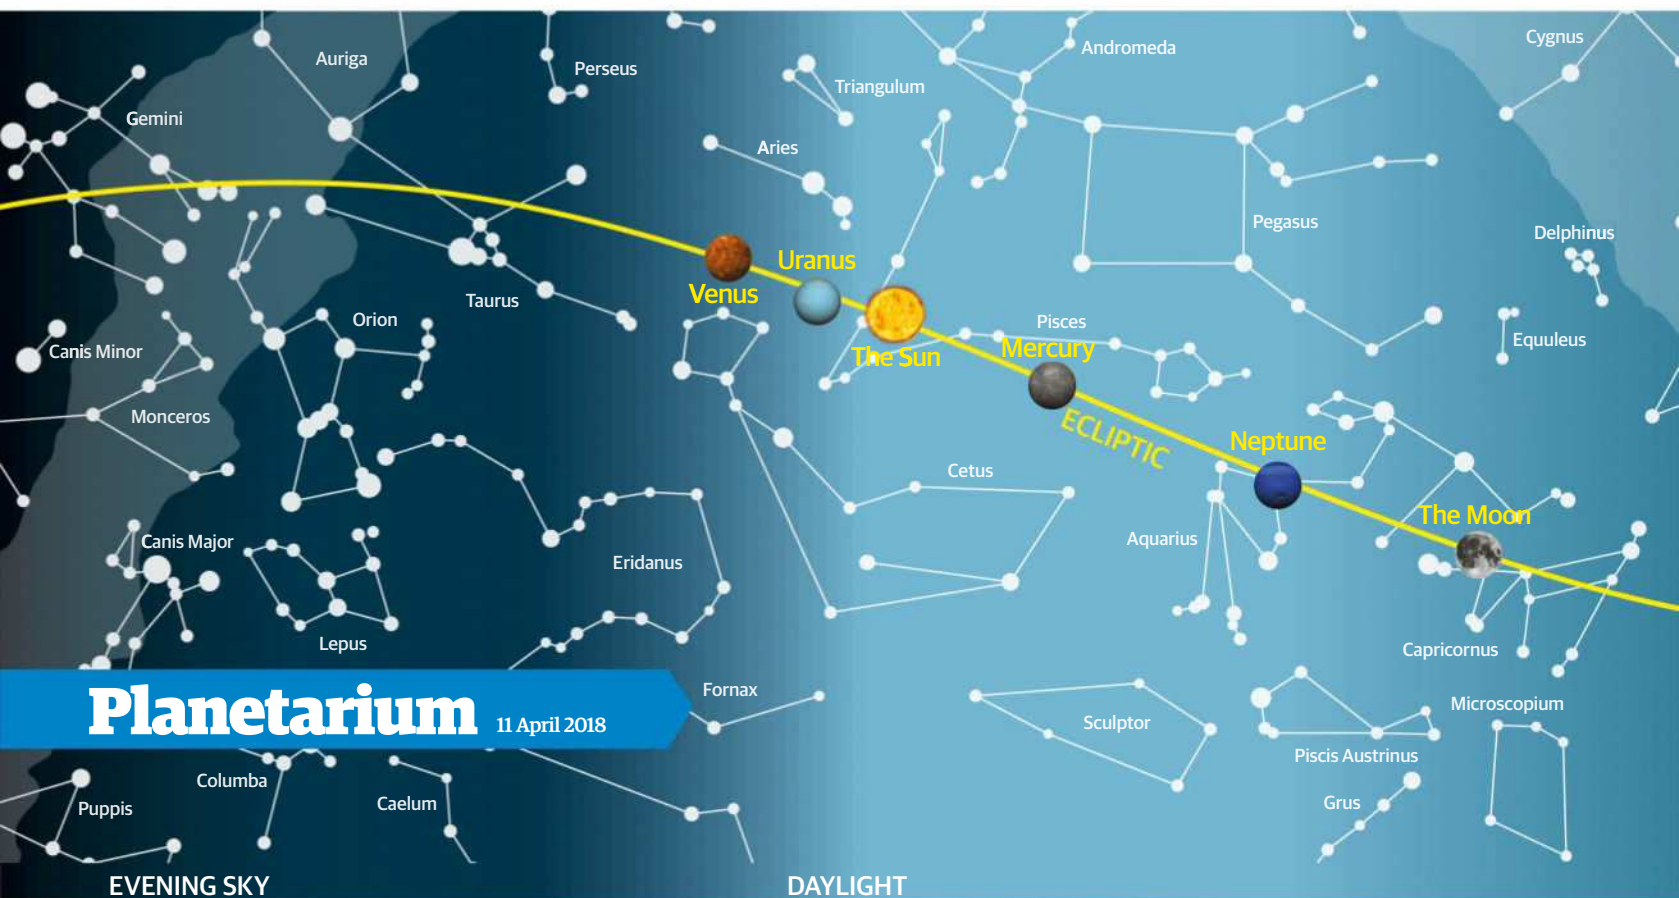 Cygnus
Andromeda
Auriga
Perseus
Triangulum
Gemini
Aries
Pegasus
Delphinus
Uranus
Venus
Taurus
Orion
Pisces
Equuleus
Canis Minor
The Sun
Mercury
Monceros
ECLIPTIC
Neptune
Cetus
The Moon
Canis Major
Aquarius
Eridanus
Lepus
Capricornus
Planetarium 11 April 2018
Fornax
Microscopium
Sculptor
Piscis Austrinus
Columba
Caelum
Grus
Puppis
EVENING SKY
DAYLIGHT